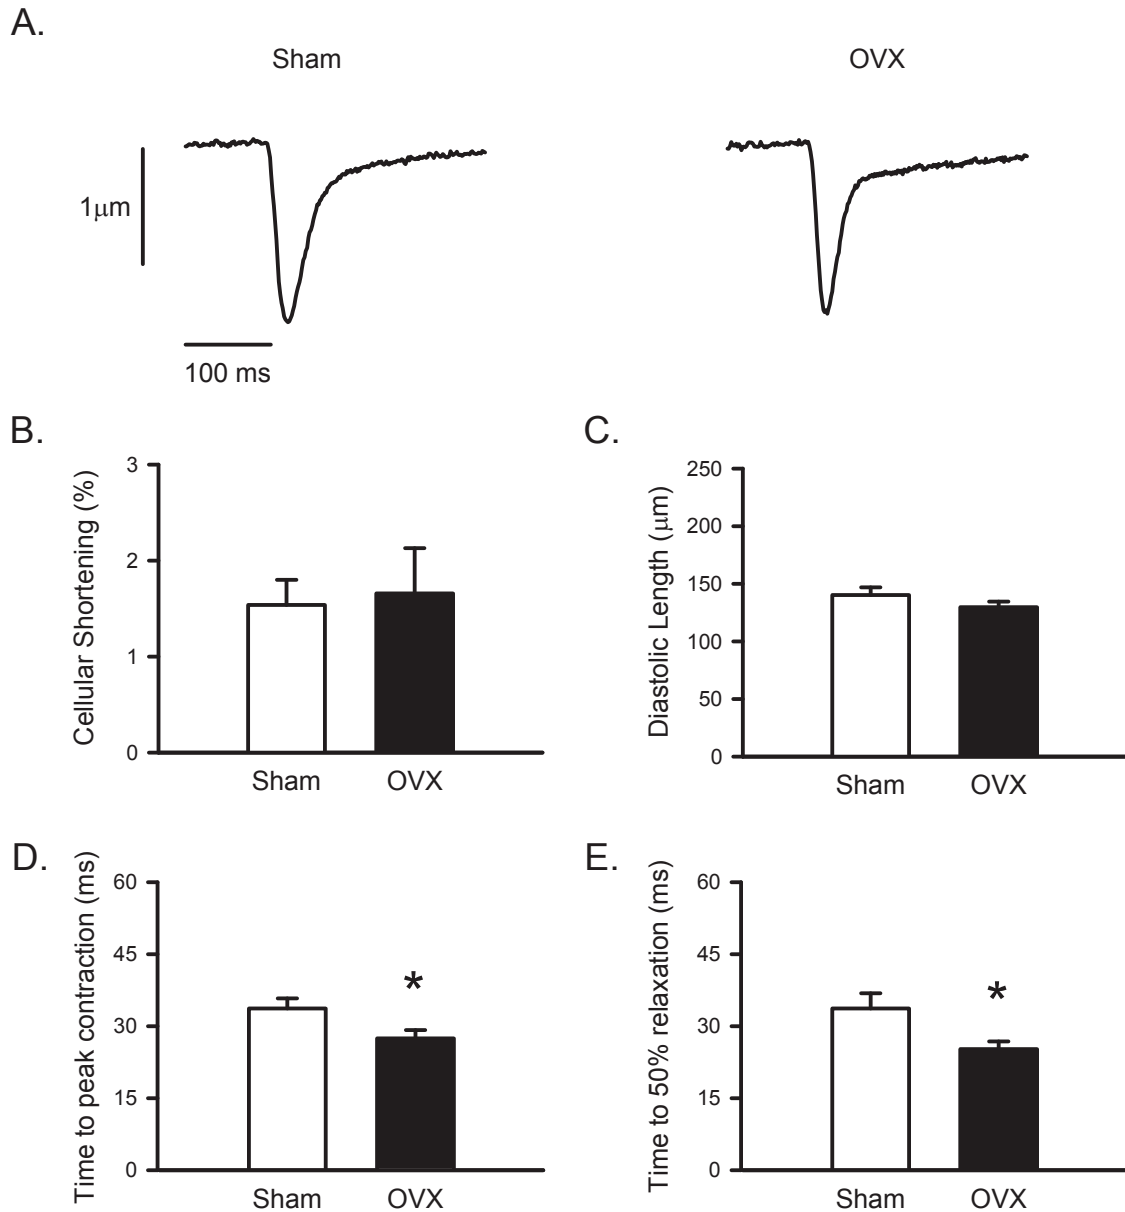 A.
Sham
OVX
1μm
100 ms
B.
Cellular Shortening (%)
3
2
1
0
Sham
OVX
C.
Diastolic Length (μm)
250
200
150
100
50
0
Sham
OVX
D.
Time to peak contraction (ms)
60
45
30
15
0
*
Sham
OVX
E.
Time to 50% relaxation (ms)
60
45
30
15
0
*
Sham
OVX